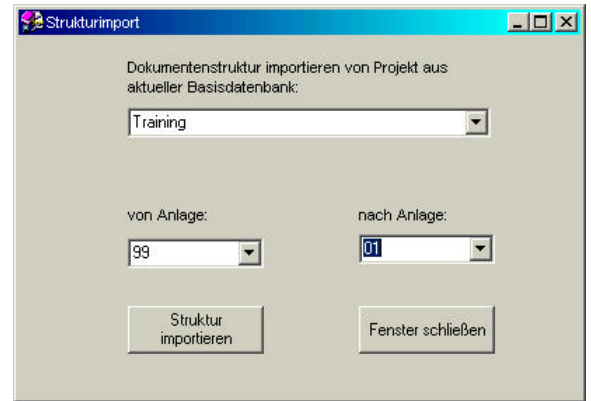 Strukturimport
Dokumentenstruktur importieren von Projekt aus
aktueller Basisdatenbank:
Training
von Anlage:
nach Anlage:
99
01
Struktur
importieren
Fenster schließen